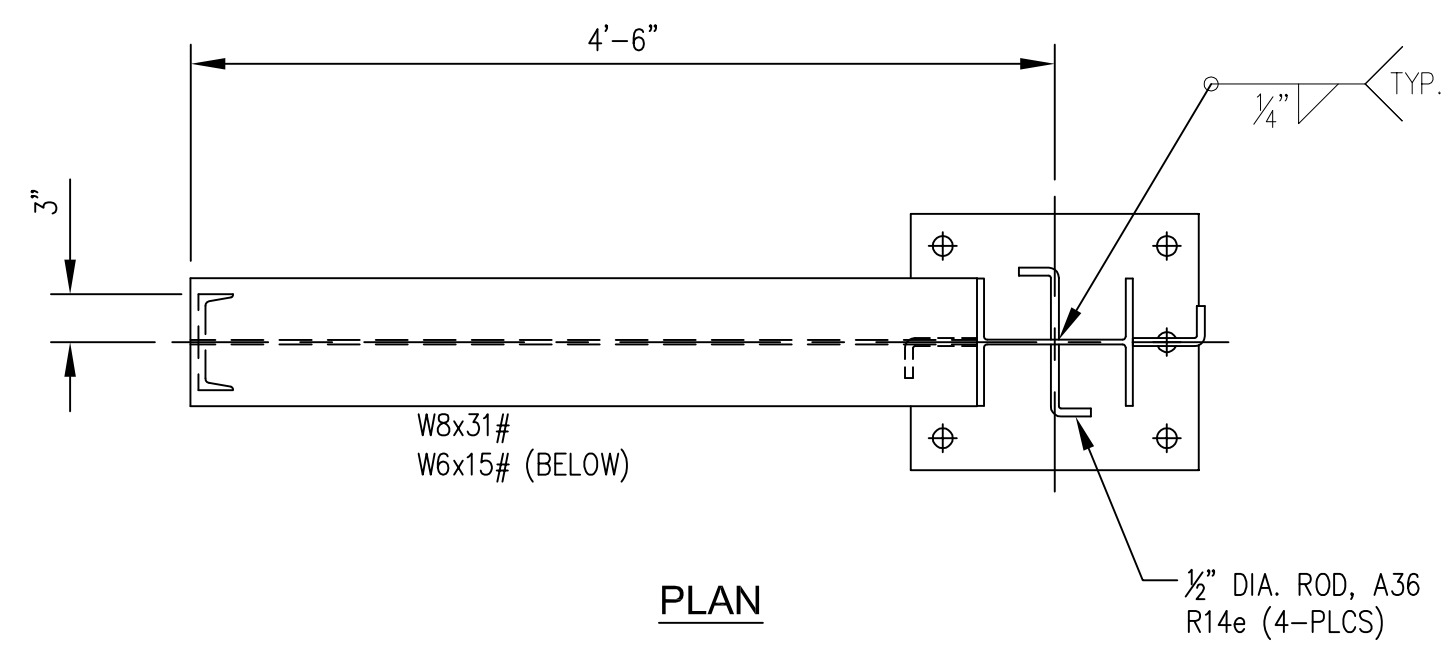 4'-6"
TYP.
1/4"
3"
W8x31#
W6x15# (BELOW)
1/2" DIA. ROD, A36
R14e (4-PLCS)
PLAN